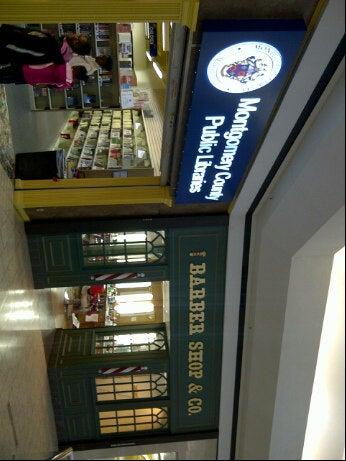 Montgomery County
Public Libraries
BARBER SHOP & CO.